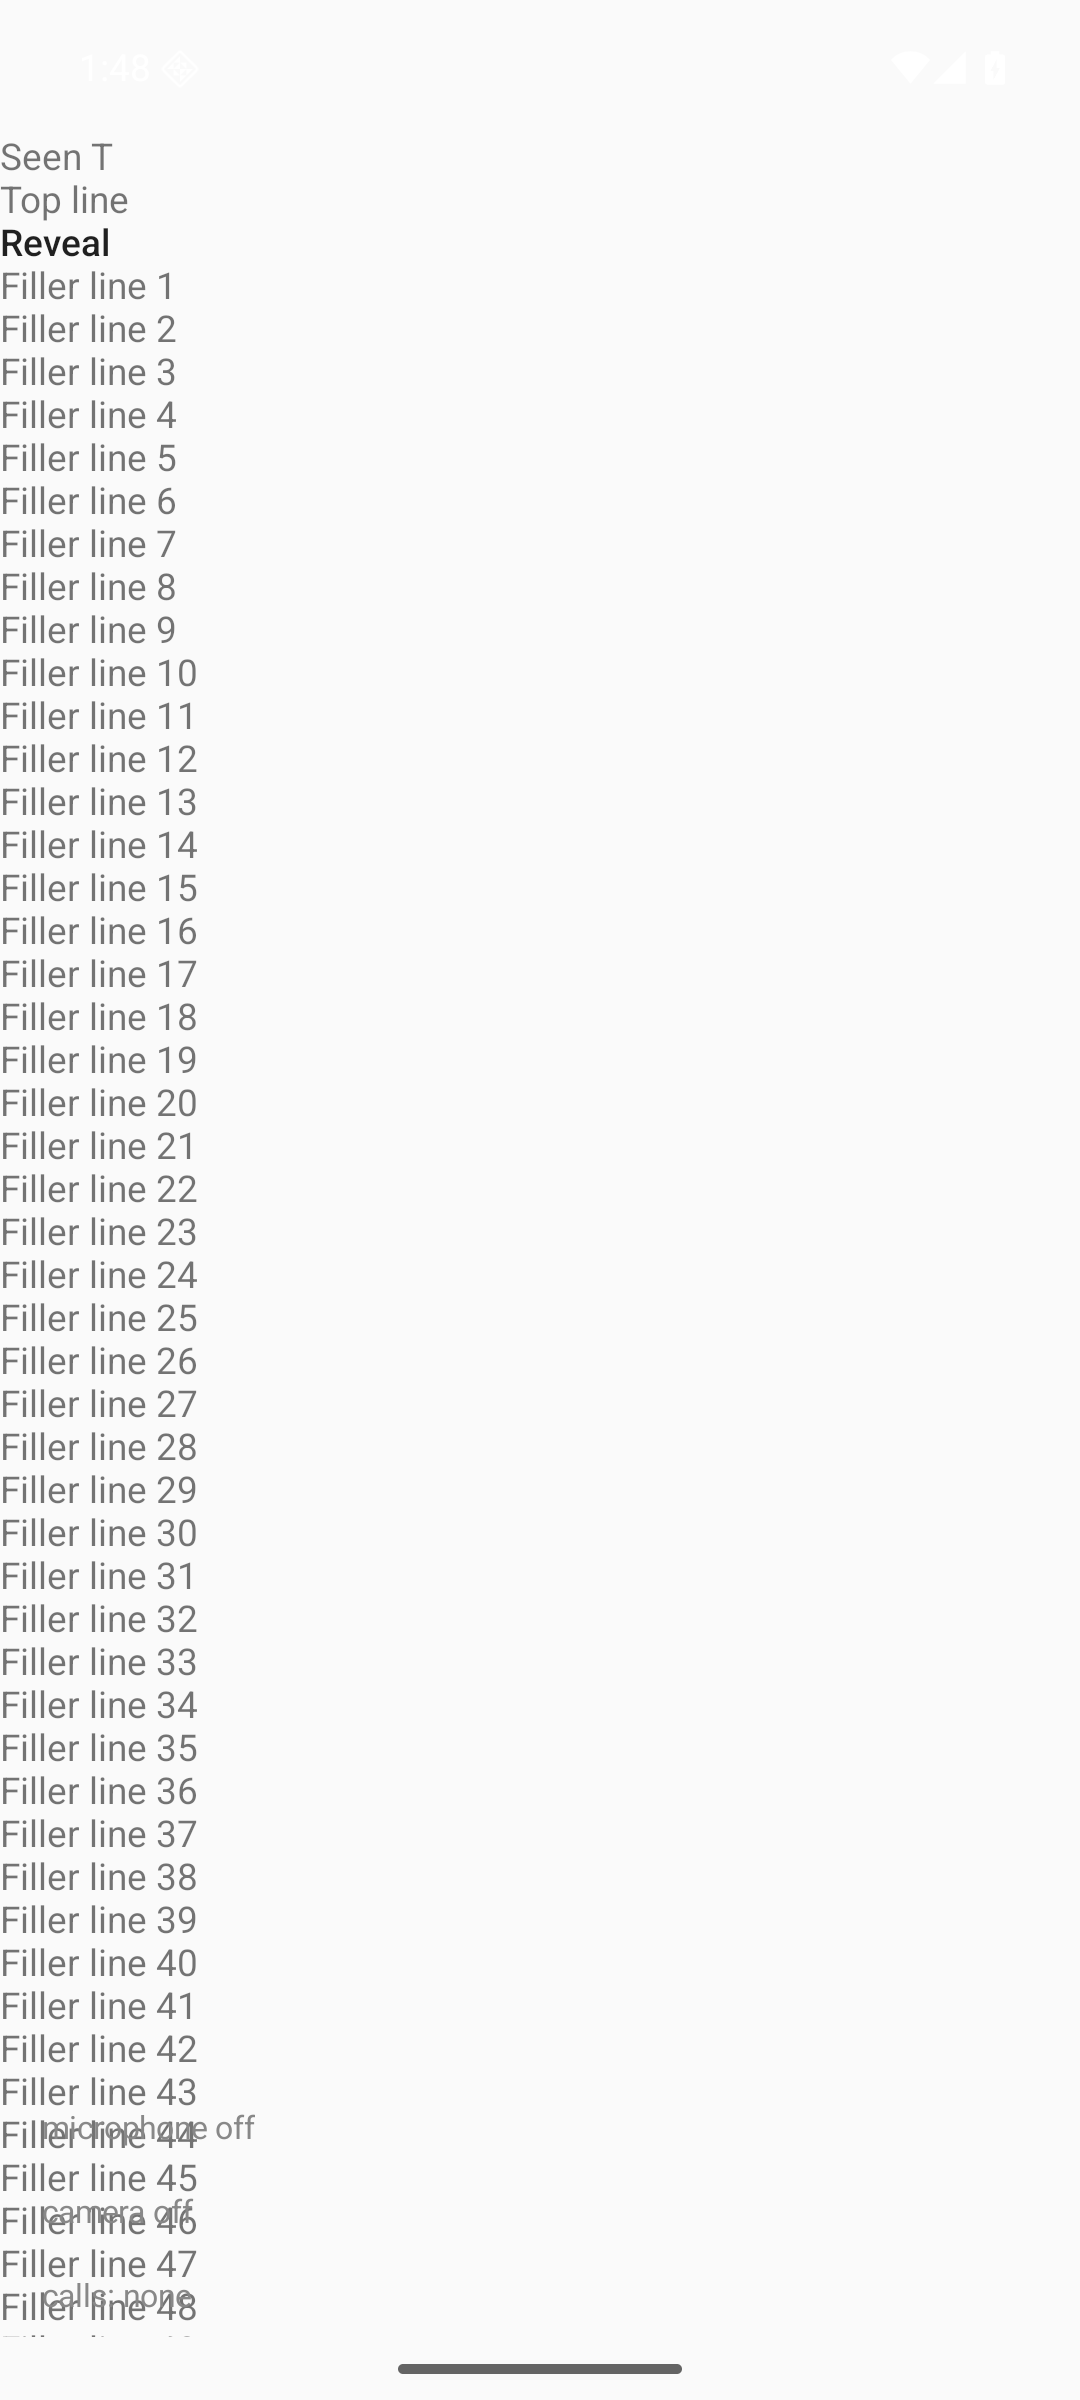 1:48
Seen T
Top line
Reveal
Filler line 1
Filler line 2
Filler line 3
Filler line 4
Filler line 5
Filler line 6
Filler line 7
Filler line 8
Filler line 9
Filler line 10
Filler line 11
Filler line 12
Filler line 13
Filler line 14
Filler line 15
Filler line 16
Filler line 17
Filler line 18
Filler line 19
Filler line 20
Filler line 21
Filler line 22
Filler line 23
Filler line 24
Filler line 25
Filler line 26
Filler line 27
Filler line 28
Filler line 29
Filler line 30
Filler line 31
Filler line 32
Filler line 33
Filler line 34
Filler line 35
Filler line 36
Filler line 37
Filler line 38
Filler line 39
Filler line 40
Filler line 41
Filler line 42
Filler line 43
microphone off
Filler line 44
Filler line 45
camera off
Filler line 46
Filler line 47
calls: none
Filler line 48